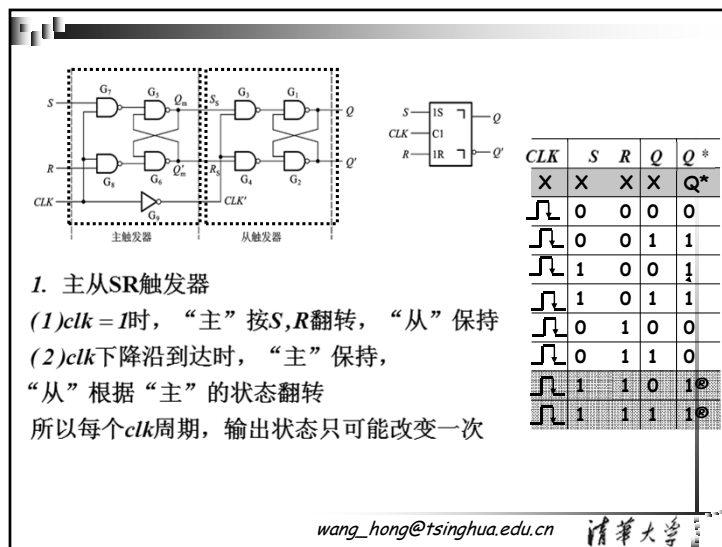 G₇ G₅ Qₘ Sₛ G₃ G₁
S Q
R Q'
G₈ G₆ Q'ₘ Rₛ G₄ G₂
CLK G₉ CLK'
主触发器 从触发器
S 1S ┐ Q
CLK C1
R 1R ┐ Q'
CLK S R Q Q*
X X X X Q*
0 0 0 0
0 0 1 1
1 0 0 1
1 0 1 1
0 1 0 0
0 1 1 0
1 1 0 1®
1 1 1 1®
1. 主从SR触发器
(1)clk = 1时，“主”按S,R翻转，“从”保持
(2)clk下降沿到达时，“主”保持，
“从”根据“主”的状态翻转
所以每个clk周期，输出状态只可能改变一次
wang_hong@tsinghua.edu.cn 清華大学